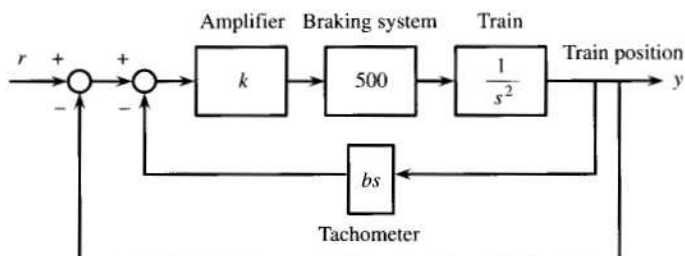 Amplifier Braking system Train
Train position
r + + k 500 1/s² y
− −
bs
Tachometer